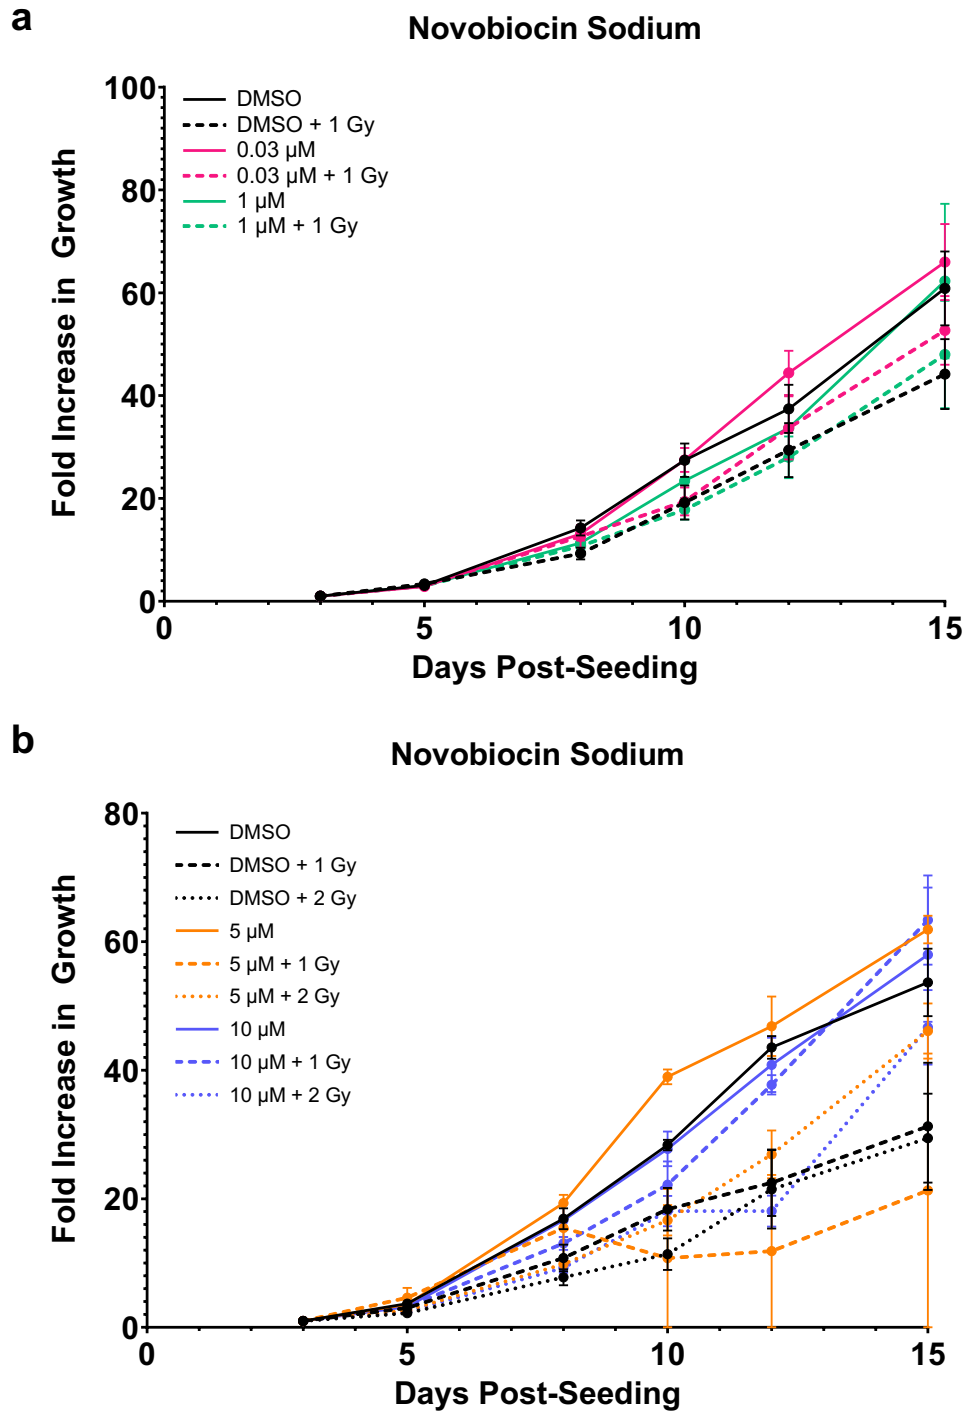 a
Novobiocin Sodium
100
80
60
40
20
0
Fold Increase in Growth
DMSO
DMSO + 1 Gy
0.03 µM
0.03 µM + 1 Gy
1 µM
1 µM + 1 Gy
0
5
10
15
Days Post-Seeding
b
Novobiocin Sodium
80
60
40
20
0
Fold Increase in Growth
DMSO
DMSO + 1 Gy
DMSO + 2 Gy
5 µM
5 µM + 1 Gy
5 µM + 2 Gy
10 µM
10 µM + 1 Gy
10 µM + 2 Gy
0
5
10
15
Days Post-Seeding